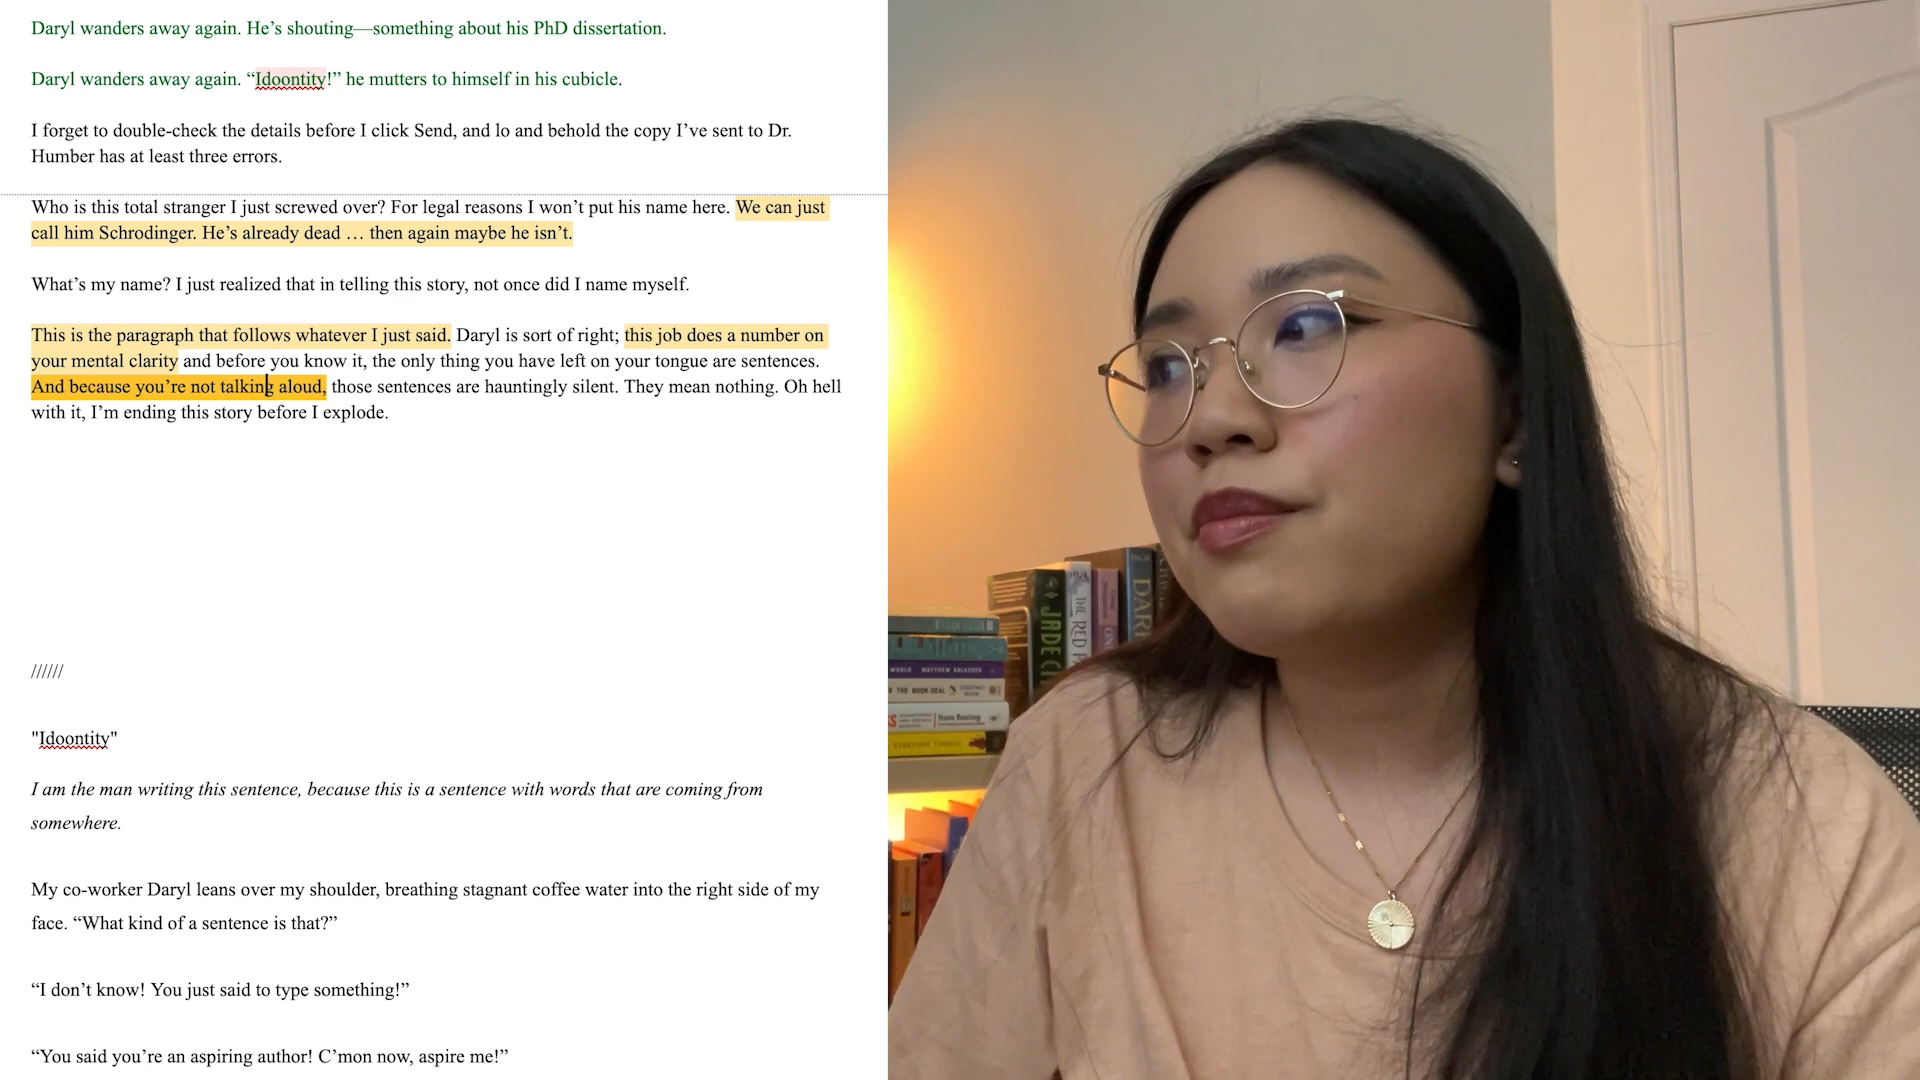 Daryl wanders away again. He’s shouting—something about his PhD dissertation.
Daryl wanders away again. “Idoontity!” he mutters to himself in his cubicle.
I forget to double-check the details before I click Send, and lo and behold the copy I’ve sent to Dr.
Humber has at least three errors.
Who is this total stranger I just screwed over? For legal reasons I won’t put his name here. We can just
call him Schrodinger. He’s already dead … then again maybe he isn’t.
What’s my name? I just realized that in telling this story, not once did I name myself.
This is the paragraph that follows whatever I just said. Daryl is sort of right; this job does a number on
your mental clarity and before you know it, the only thing you have left on your tongue are sentences.
And because you’re not talking aloud, those sentences are hauntingly silent. They mean nothing. Oh hell
with it, I’m ending this story before I explode.
//////
"Idoontity"
I am the man writing this sentence, because this is a sentence with words that are coming from
somewhere.
My co-worker Daryl leans over my shoulder, breathing stagnant coffee water into the right side of my
face. “What kind of a sentence is that?”
“I don’t know! You just said to type something!”
“You said you’re an aspiring author! C’mon now, aspire me!”
JADE
THE RED
DAR
WORLD MATTHEW SALESSES
THE BOOK DEAL
Hans Rosling
EVERYDAY THINGS